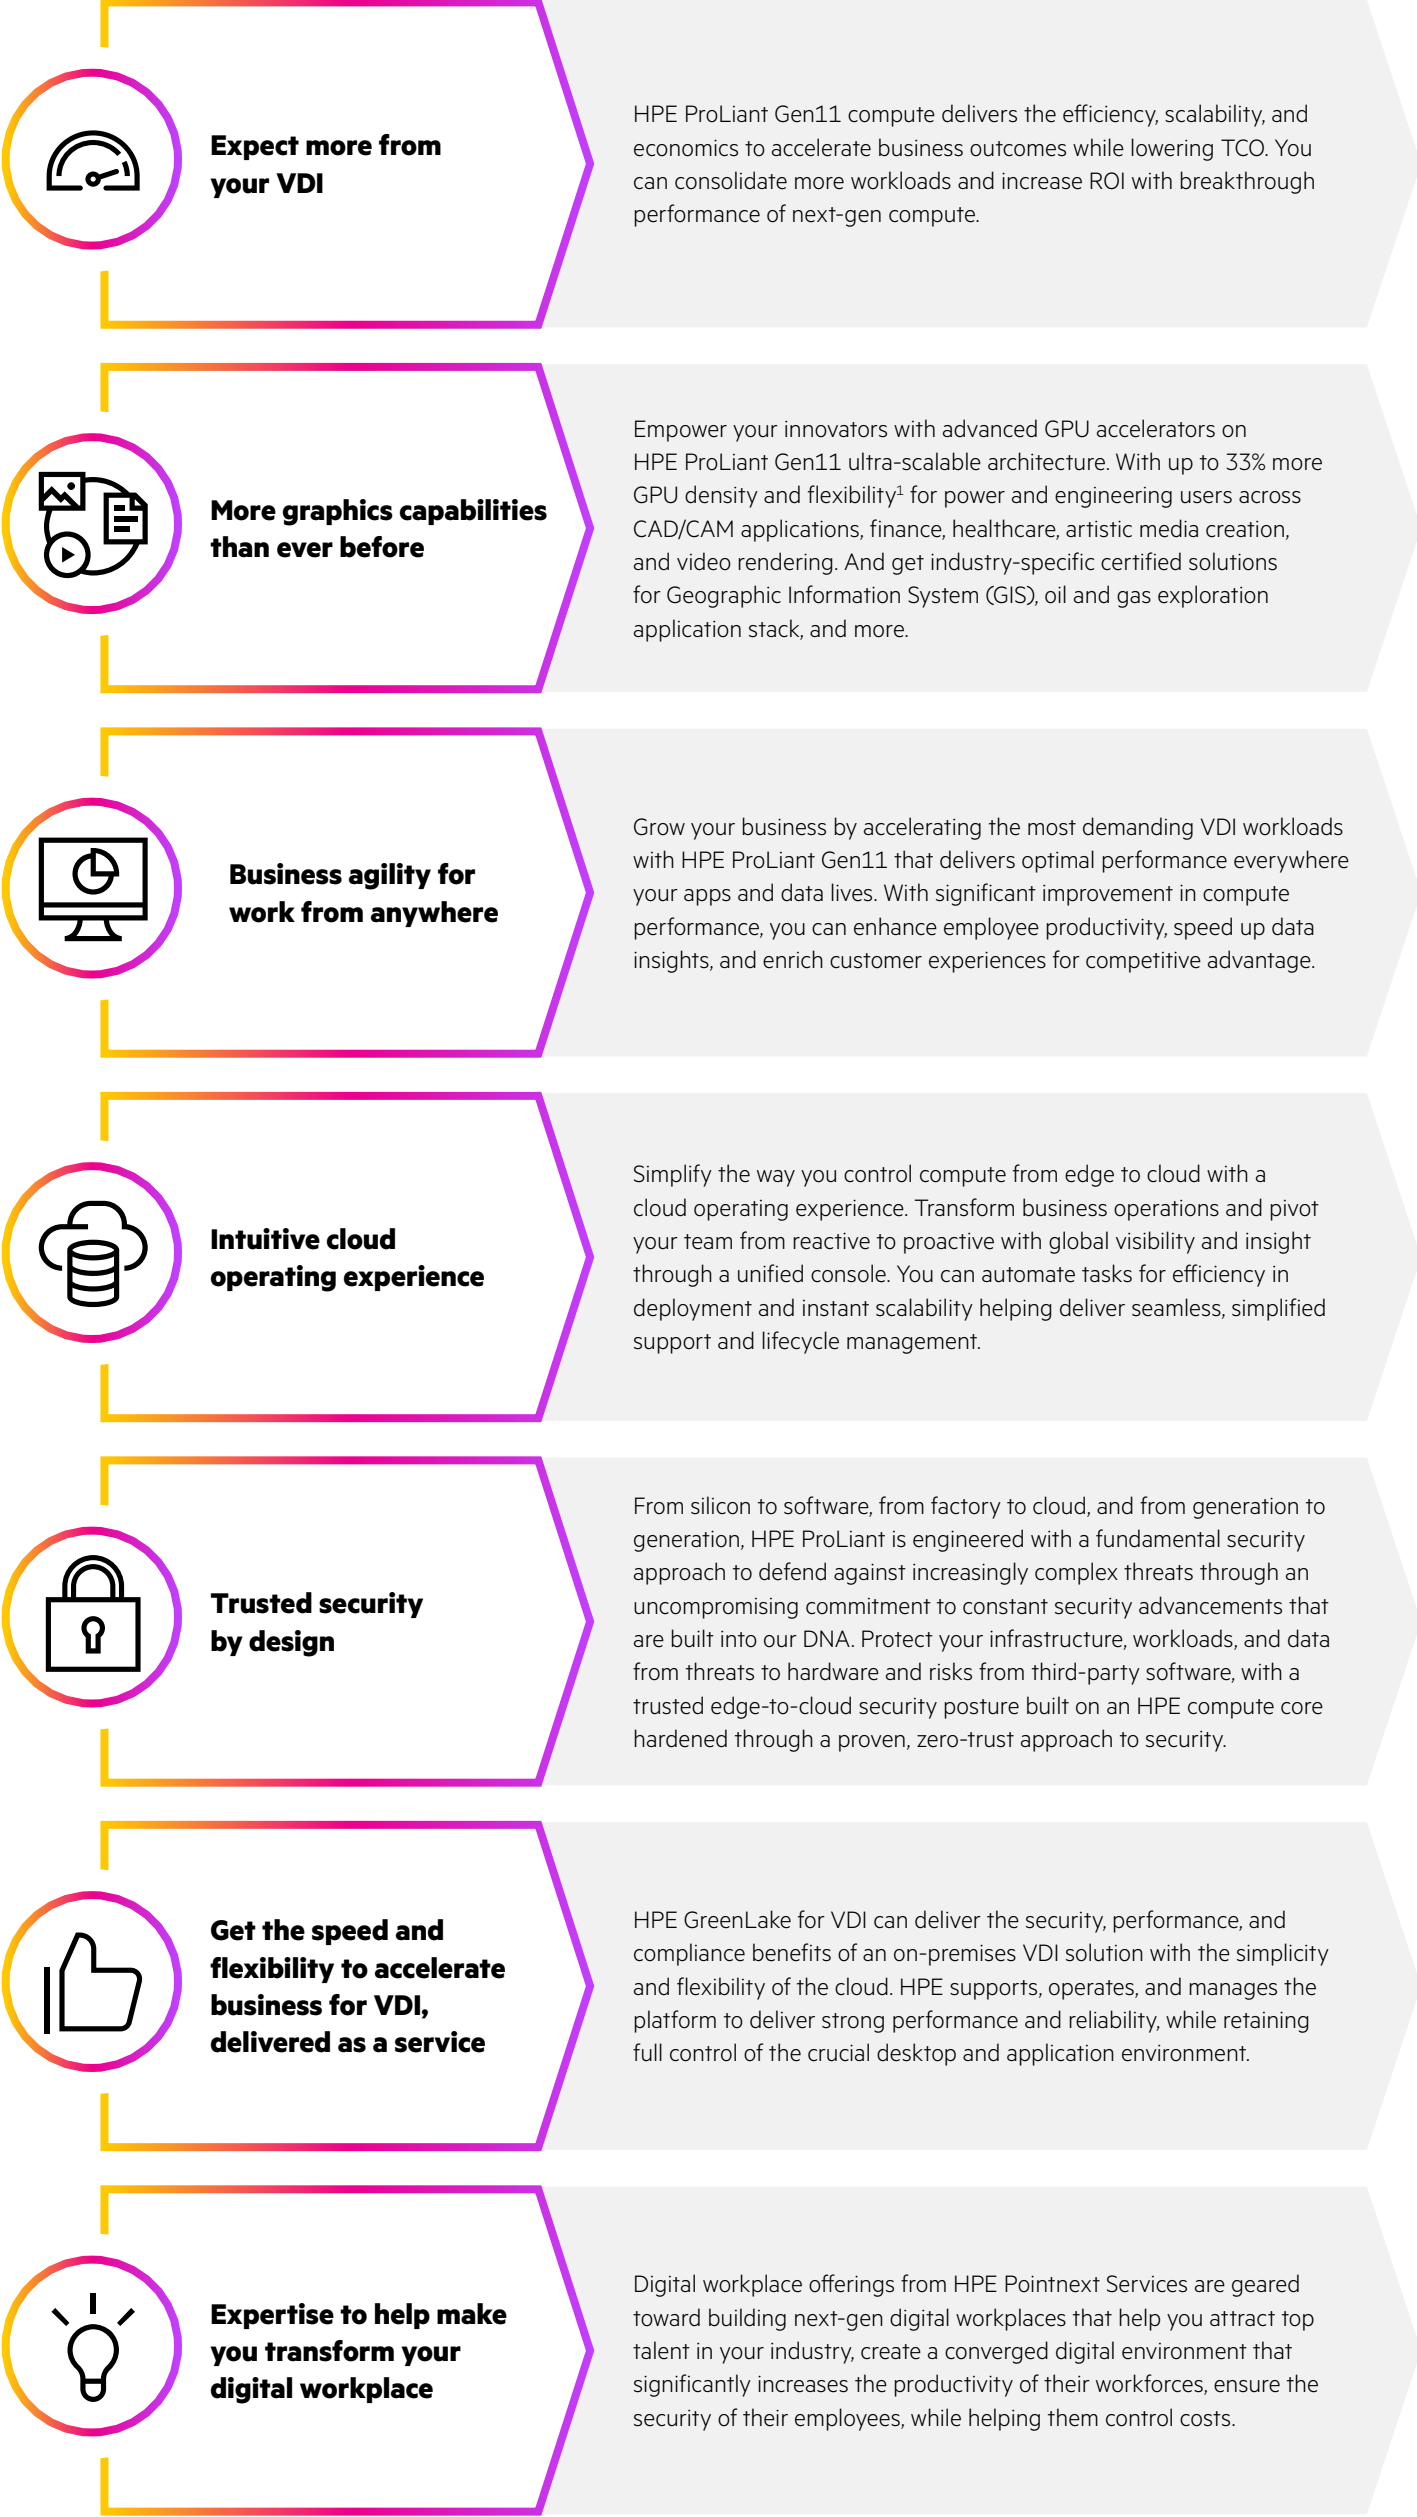 Expect more from
your VDI
HPE ProLiant Gen11 compute delivers the efficiency, scalability, and
economics to accelerate business outcomes while lowering TCO. You
can consolidate more workloads and increase ROI with breakthrough
performance of next-gen compute.
More graphics capabilities
than ever before
Empower your innovators with advanced GPU accelerators on
HPE ProLiant Gen11 ultra-scalable architecture. With up to 33% more
GPU density and flexibility¹ for power and engineering users across
CAD/CAM applications, finance, healthcare, artistic media creation,
and video rendering. And get industry-specific certified solutions
for Geographic Information System (GIS), oil and gas exploration
application stack, and more.
Business agility for
work from anywhere
Grow your business by accelerating the most demanding VDI workloads
with HPE ProLiant Gen11 that delivers optimal performance everywhere
your apps and data lives. With significant improvement in compute
performance, you can enhance employee productivity, speed up data
insights, and enrich customer experiences for competitive advantage.
Intuitive cloud
operating experience
Simplify the way you control compute from edge to cloud with a
cloud operating experience. Transform business operations and pivot
your team from reactive to proactive with global visibility and insight
through a unified console. You can automate tasks for efficiency in
deployment and instant scalability helping deliver seamless, simplified
support and lifecycle management.
Trusted security
by design
From silicon to software, from factory to cloud, and from generation to
generation, HPE ProLiant is engineered with a fundamental security
approach to defend against increasingly complex threats through an
uncompromising commitment to constant security advancements that
are built into our DNA. Protect your infrastructure, workloads, and data
from threats to hardware and risks from third-party software, with a
trusted edge-to-cloud security posture built on an HPE compute core
hardened through a proven, zero-trust approach to security.
Get the speed and
flexibility to accelerate
business for VDI,
delivered as a service
HPE GreenLake for VDI can deliver the security, performance, and
compliance benefits of an on-premises VDI solution with the simplicity
and flexibility of the cloud. HPE supports, operates, and manages the
platform to deliver strong performance and reliability, while retaining
full control of the crucial desktop and application environment.
Expertise to help make
you transform your
digital workplace
Digital workplace offerings from HPE Pointnext Services are geared
toward building next-gen digital workplaces that help you attract top
talent in your industry, create a converged digital environment that
significantly increases the productivity of their workforces, ensure the
security of their employees, while helping them control costs.